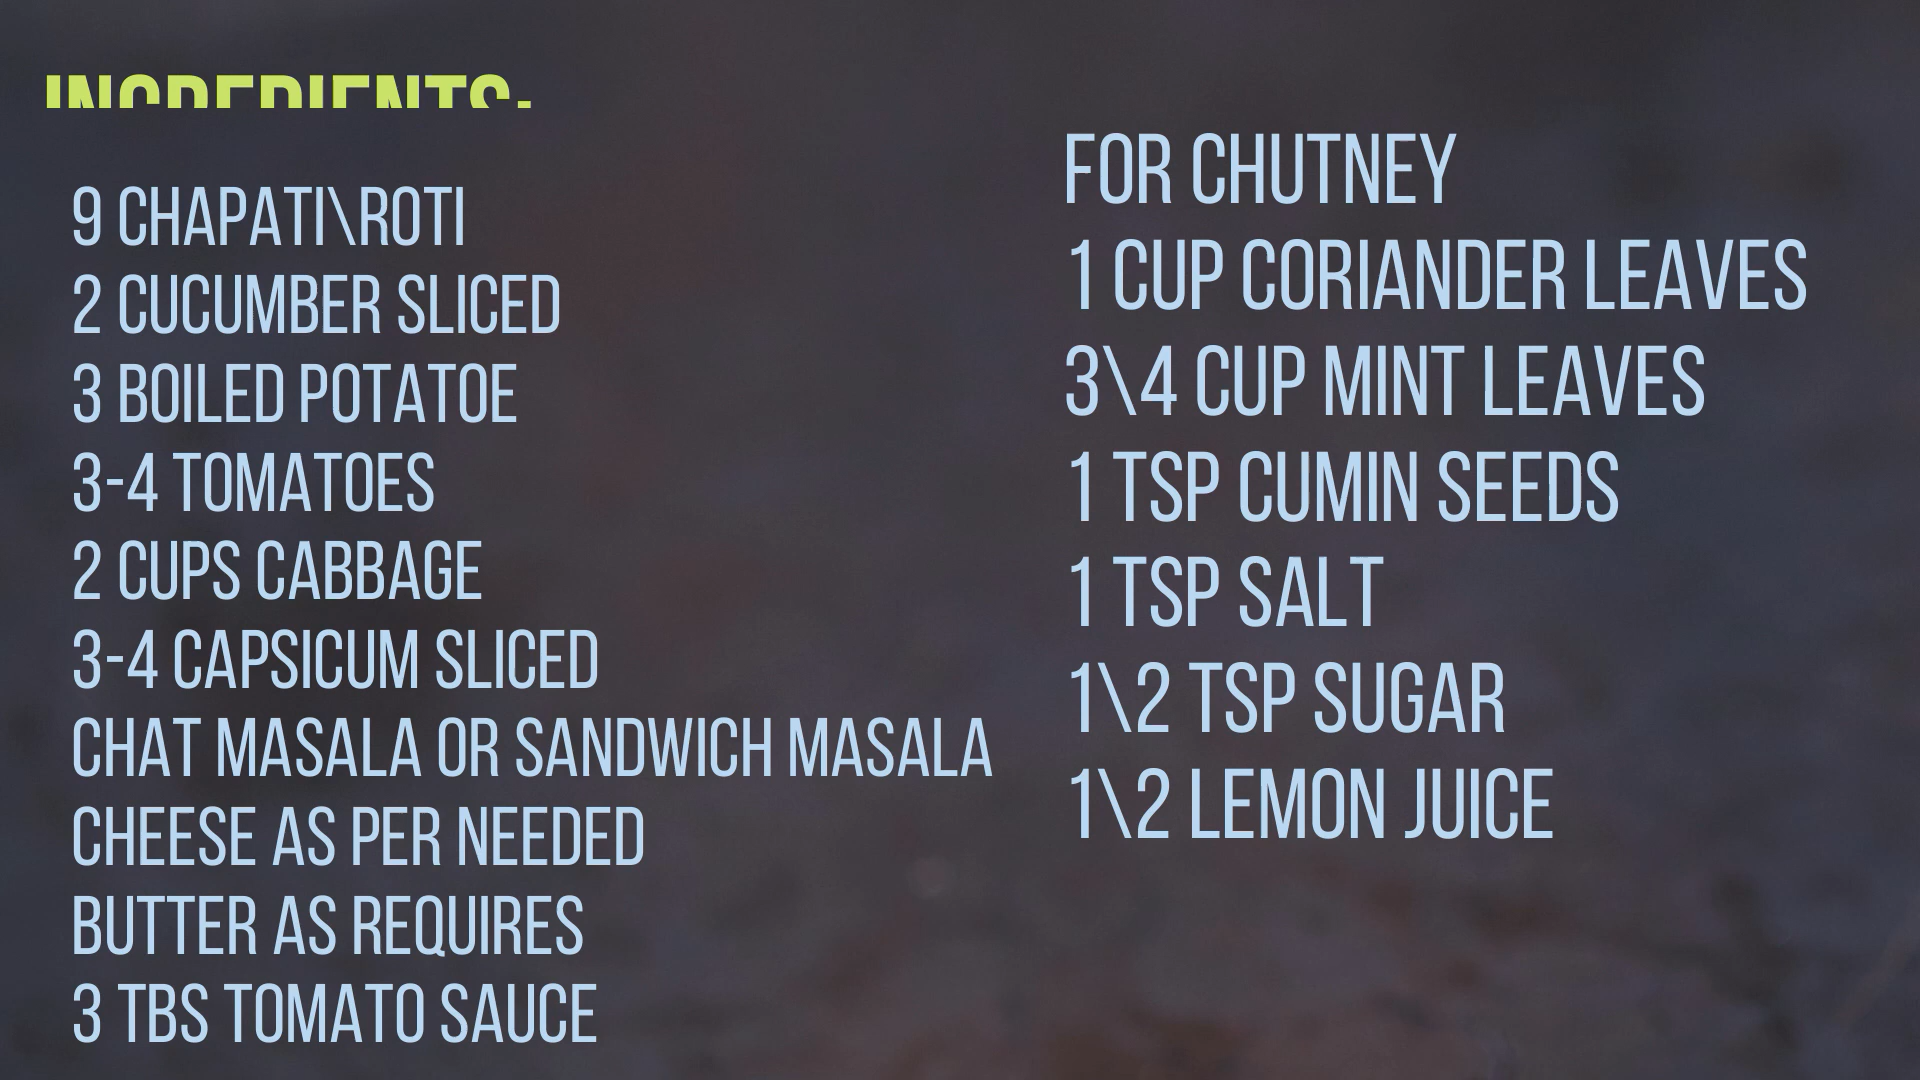 INGREDIENTS:
9 CHAPATI\ROTI
2 CUCUMBER SLICED
3 BOILED POTATOE
3-4 TOMATOES
2 CUPS CABBAGE
3-4 CAPSICUM SLICED
CHAT MASALA OR SANDWICH MASALA
CHEESE AS PER NEEDED
BUTTER AS REQUIRES
3 TBS TOMATO SAUCE
FOR CHUTNEY
1 CUP CORIANDER LEAVES
3\4 CUP MINT LEAVES
1 TSP CUMIN SEEDS
1 TSP SALT
1\2 TSP SUGAR
1\2 LEMON JUICE